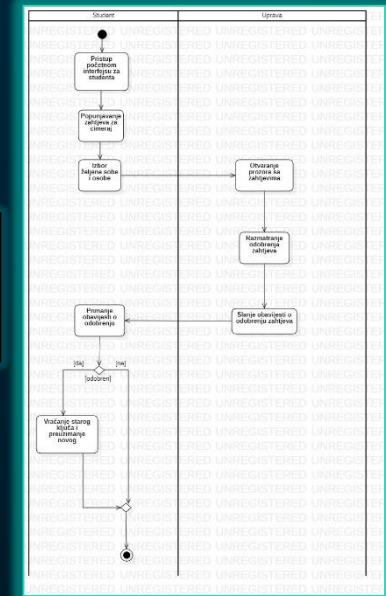 Student
Uprava
Pristup
početnom
interfejsu za
studenta
Popunjavanje
zahtjeva za
cimeraj
Izbor
željene sobe
i osobe
Otvaranje
prozora sa
zahtjevima
Razmatranje
odobrenja
zahtjeva
Slanje obavijesti o
odobrenju zahtjeva
Primanje
obavijesti o
odobrenju
[da]
[ne]
[odobren]
Vraćanje starog
ključa i
preuzimanje
novog
UNREGISTERED